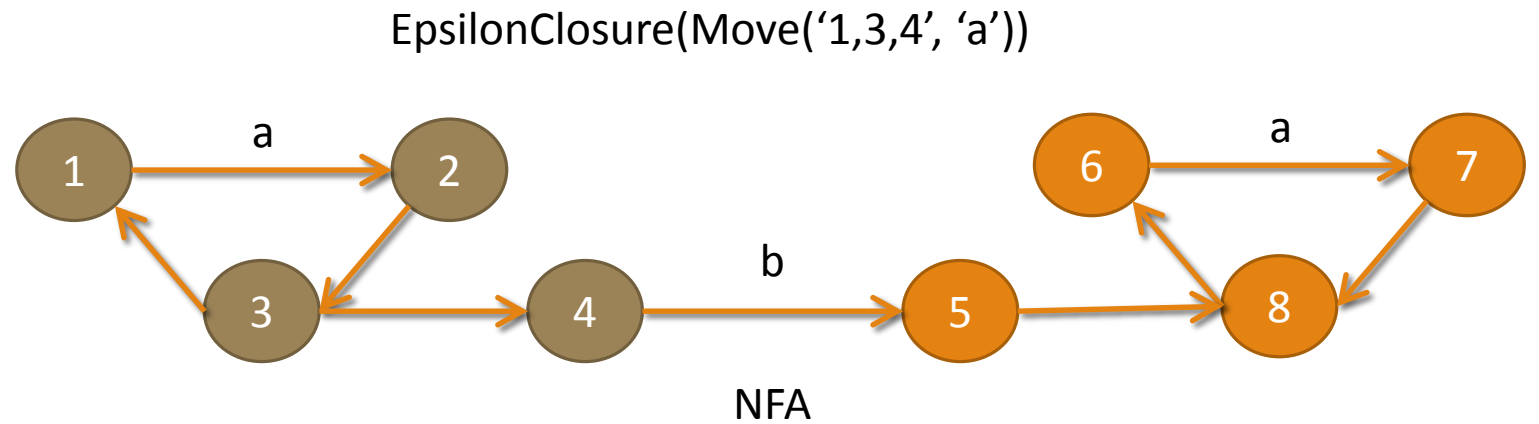 EpsilonClosure(Move(‘1,3,4’, ‘a’))
a
a
1
2
6
7
b
3
4
5
8
NFA